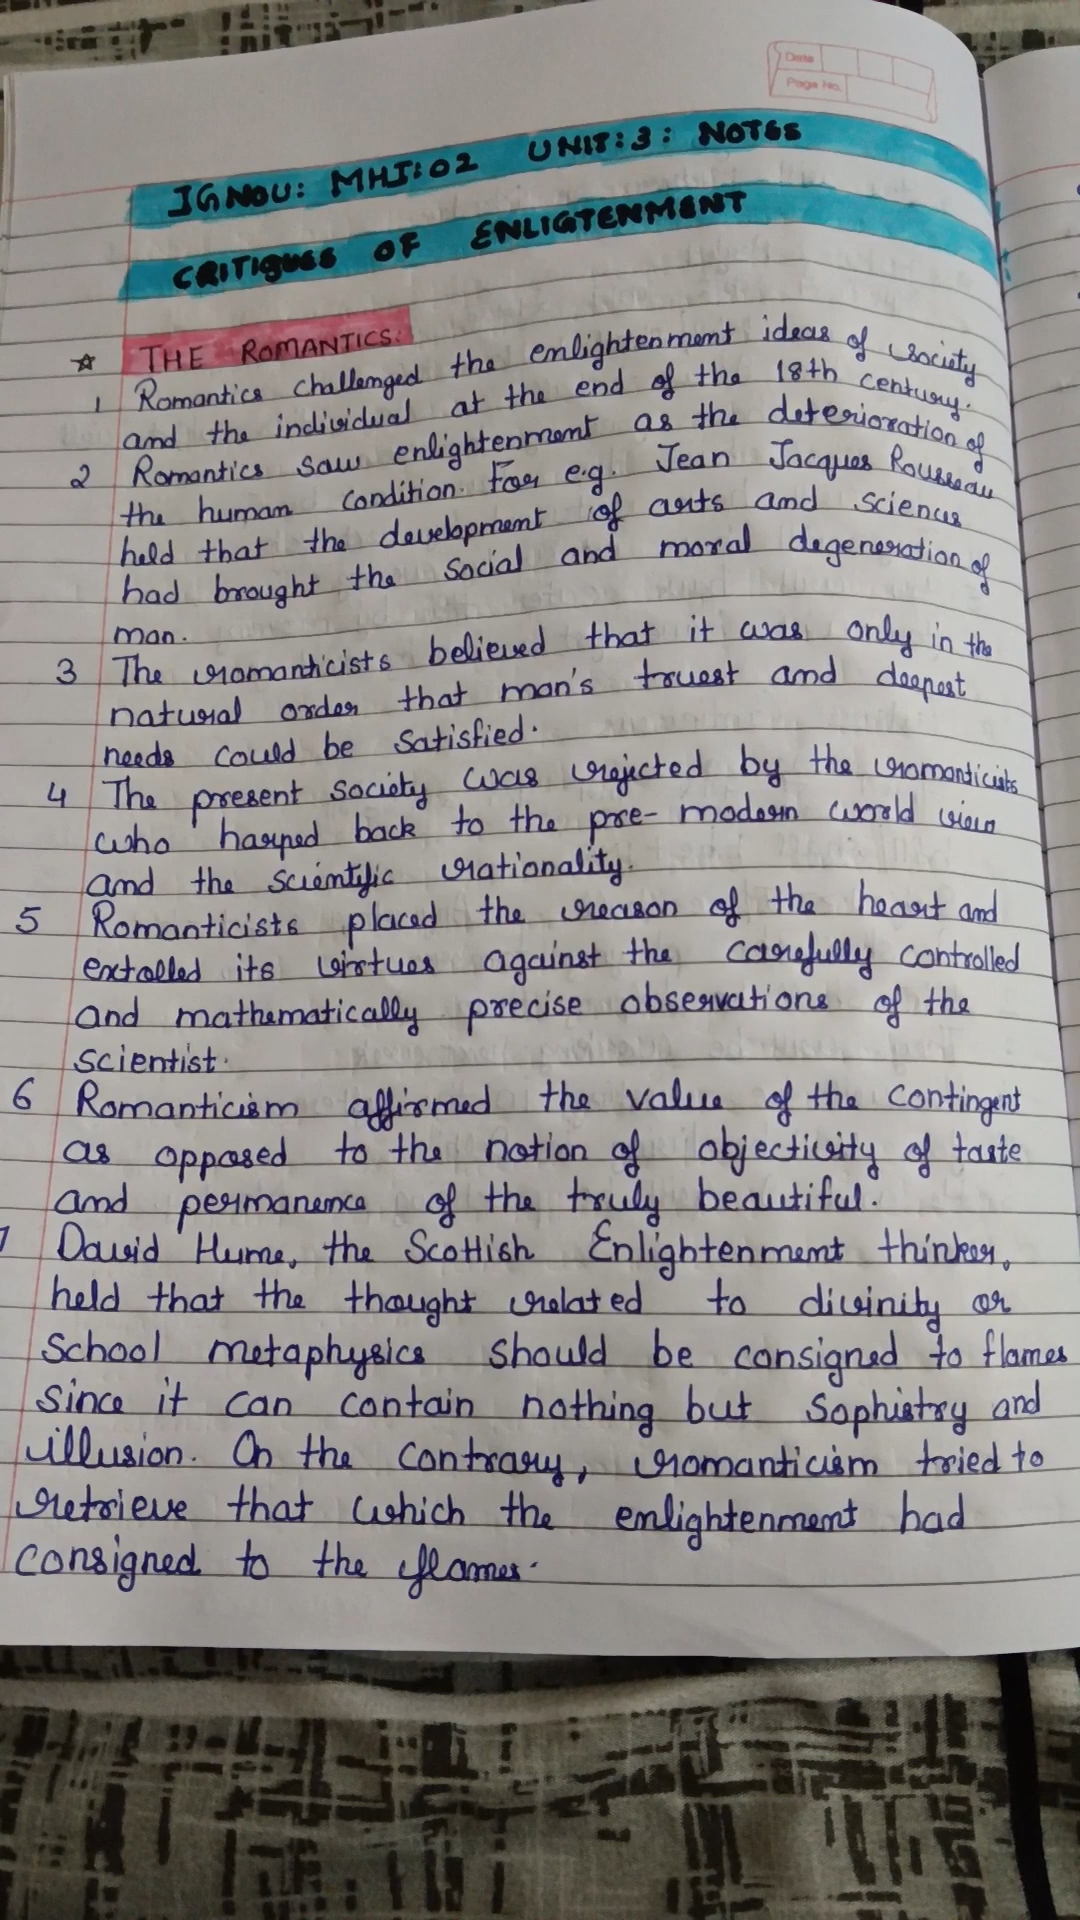 Date
Page No.
IGNOU: MHI:02 UNIT:3: NOTES
CRITIQUES OF ENLIGTENMENT
☆ THE ROMANTICS:
1 Romantics challenged the enlightenment ideas of society
and the individual at the end of the 18th century.
2 Romantics saw enlightenment as the deterioration of
the human condition. For e.g. Jean Jacques Rousseau
held that the development of arts and sciences
had brought the social and moral degeneration of
man.
3 The romanticists believed that it was only in the
natural order that man's truest and deepest
needs could be satisfied.
4 The present society was rejected by the romanticists
who harped back to the pre-modern world view
and the scientific rationality.
5 Romanticists placed the reason of the heart and
extolled its virtues against the carefully controlled
and mathematically precise observations of the
scientist.
6 Romanticism affirmed the value of the contingent
as opposed to the notion of objectivity of taste
and permanence of the truly beautiful.
7 David Hume, the Scottish Enlightenment thinker,
held that the thought related to divinity or
school metaphysics should be consigned to flames
since it can contain nothing but sophistry and
illusion. On the contrary, romanticism tried to
retrieve that which the enlightenment had
consigned to the flames.